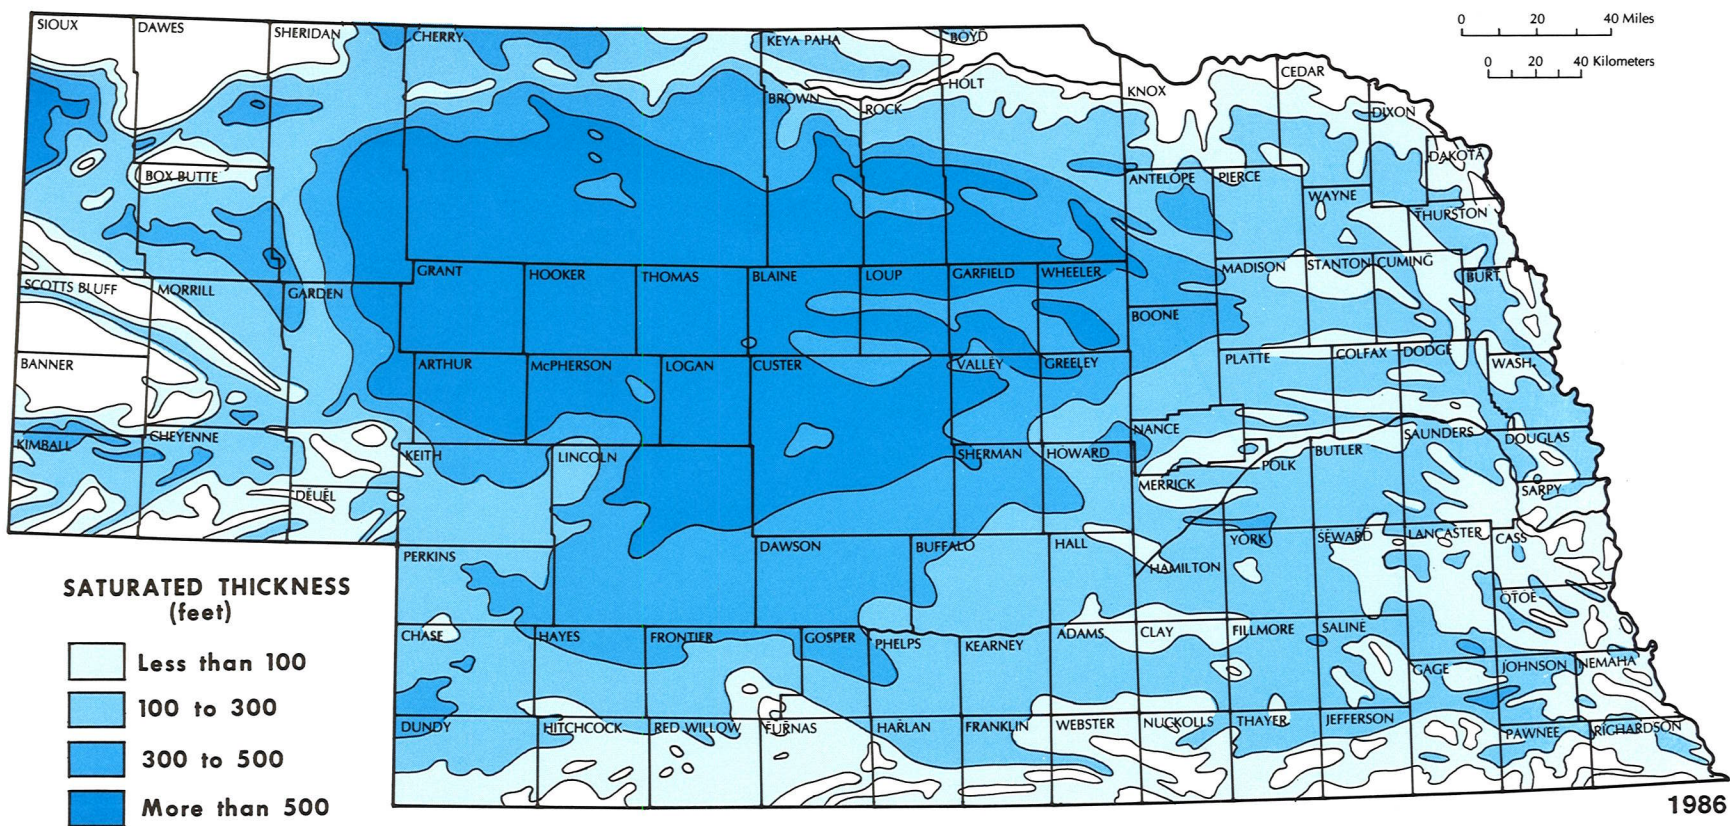 0 20 40 Miles
0 20 40 Kilometers
SIOUX
DAWES
SHERIDAN
CHERRY
KEYA PAHA
BOYD
BROWN
ROCK
HOLT
KNOX
CEDAR
DIXON
DAKOTA
BOX BUTTE
ANTELOPE
PIERCE
WAYNE
THURSTON
SCOTTS BLUFF
MORRILL
GARDEN
GRANT
HOOKER
THOMAS
BLAINE
LOUP
GARFIELD
WHEELER
BOONE
MADISON
STANTON
CUMING
BURT
BANNER
ARTHUR
McPHERSON
LOGAN
CUSTER
VALLEY
GREELEY
PLATTE
COLFAX
DODGE
WASH.
KIMBALL
CHEYENNE
DEUEL
KEITH
LINCOLN
SHERMAN
HOWARD
NANCE
MERRICK
POLK
BUTLER
SAUNDERS
DOUGLAS
SARPY
PERKINS
DAWSON
BUFFALO
HALL
HAMILTON
YORK
SEWARD
LANCASTER
CASS
OTOE
CHASE
HAYES
FRONTIER
GOSPER
PHELPS
KEARNEY
ADAMS
CLAY
FILLMORE
SALINE
GAGE
JOHNSON
NEMAHA
DUNDY
HITCHCOCK
RED WILLOW
FURNAS
HARLAN
FRANKLIN
WEBSTER
NUCKOLLS
THAYER
JEFFERSON
PAWNEE
RICHARDSON
SATURATED THICKNESS
(feet)
Less than 100
100 to 300
300 to 500
More than 500
1986